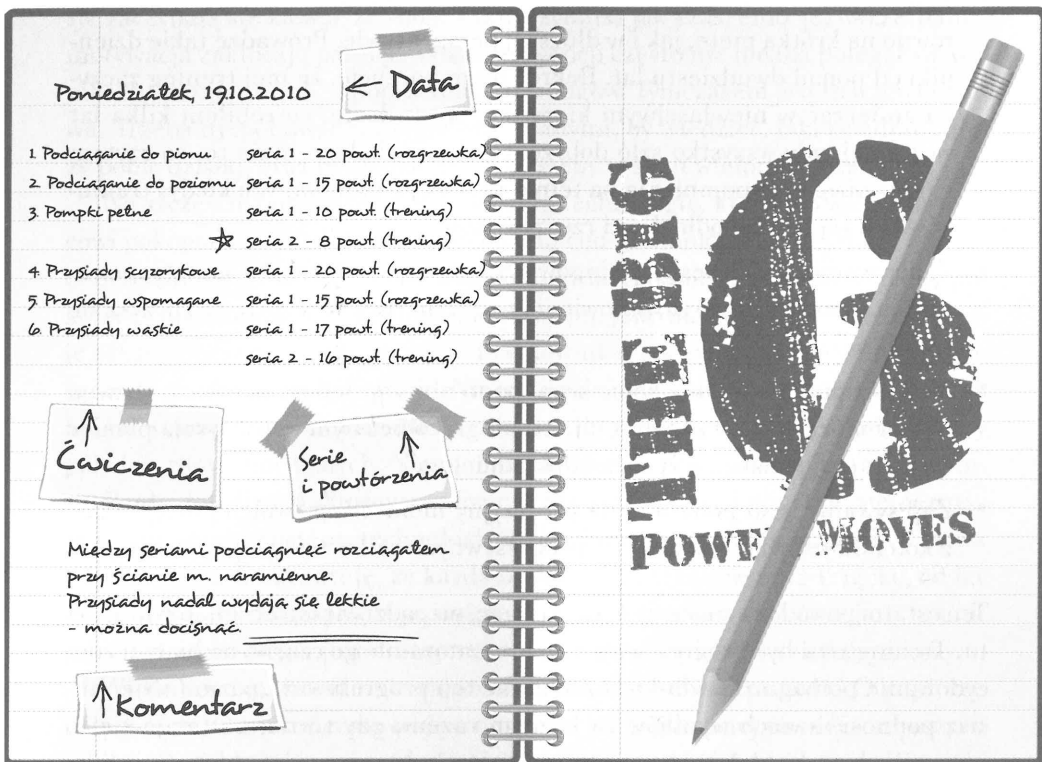 Poniedziałek, 19.10.2010
← Data
1. Podciąganie do pionu seria 1 - 20 powt. (rozgrzewka)
2. Podciąganie do poziomu seria 1 - 15 powt. (rozgrzewka)
3. Pompki pełne seria 1 - 10 powt. (trening)
☆ seria 2 - 8 powt. (trening)
4. Przysiady scyzorykowe seria 1 - 20 powt. (rozgrzewka)
5. Przysiady wspomagane seria 1 - 15 powt. (rozgrzewka)
6. Przysiady wąskie seria 1 - 17 powt. (trening)
seria 2 - 16 powt. (trening)
↑
Ćwiczenia
↑
Serie
i powtórzenia
Między seriami podciągnięć rozciągałem
przy ścianie m. naramienne.
Przysiady nadal wydają się lekkie
- można docisnąć.
↑ Komentarz
THE BIG
6
POWER MOVES